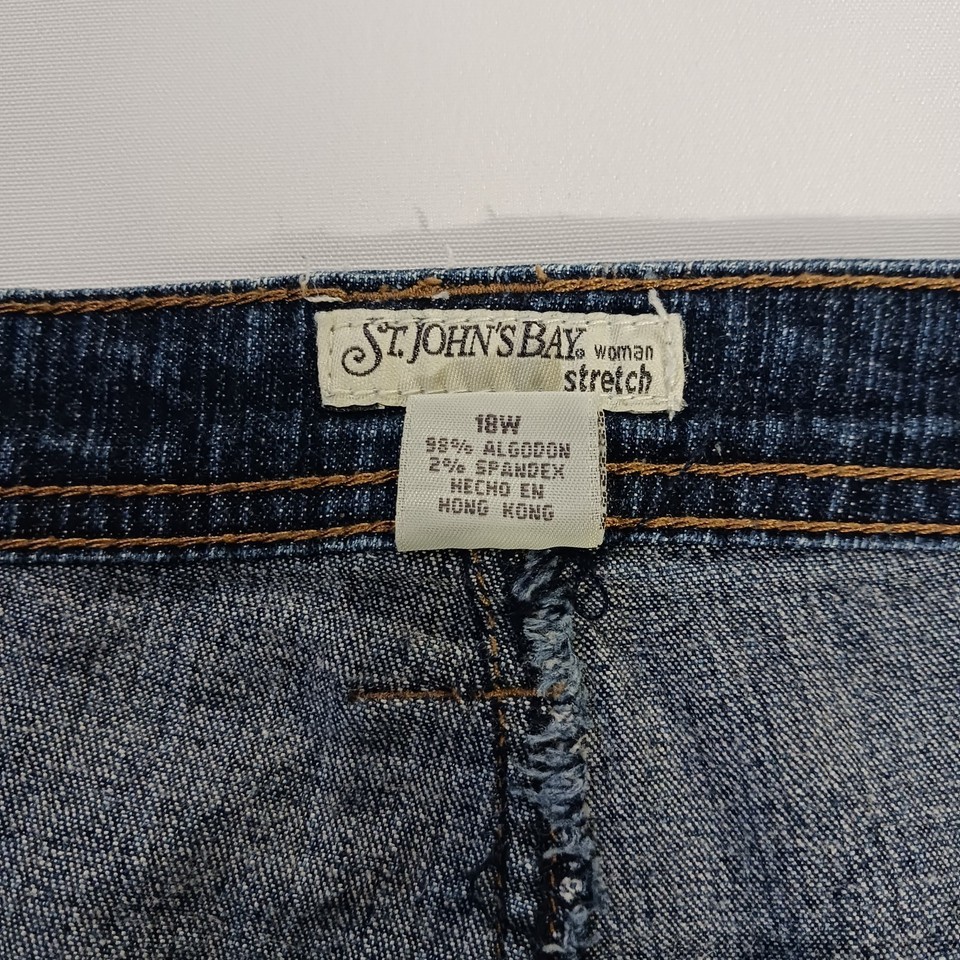 ST. JOHN'S BAY® woman
stretch
18W
98% ALGODON
2% SPANDEX
HECHO EN
HONG KONG